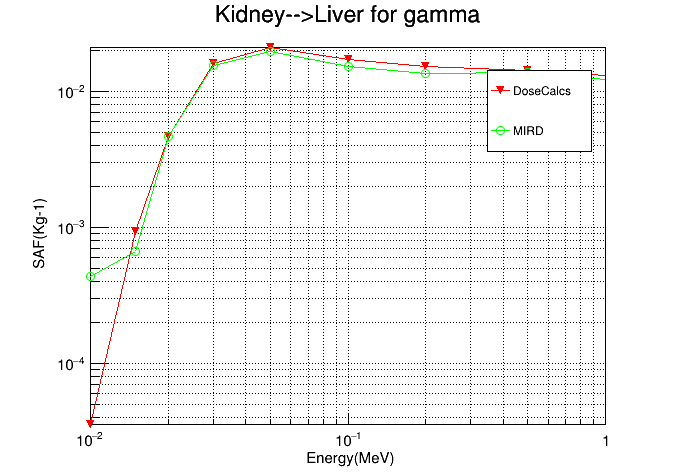 Kidney-->Liver for gamma
10⁻²
DoseCalcs
MIRD
10⁻³
SAF(Kg-1)
10⁻⁴
10⁻² 10⁻¹ 1
Energy(MeV)